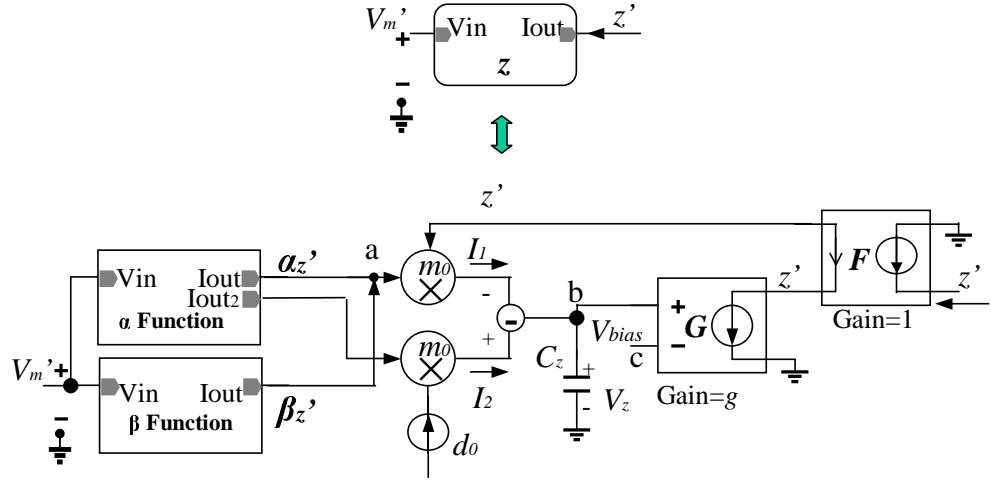 Vm’
+
Vin
Iout
z’
z
-
z’
Vin
Iout
Iout2
α Function
αz’
a
m0
×
I1
-
-
+
b
F
z’
z’
Gain=1
+
G
-
Vbias
c
Gain=g
Cz
+
Vz
-
Vm’
+
-
Vin
Iout
β Function
βz’
m0
×
I2
d0